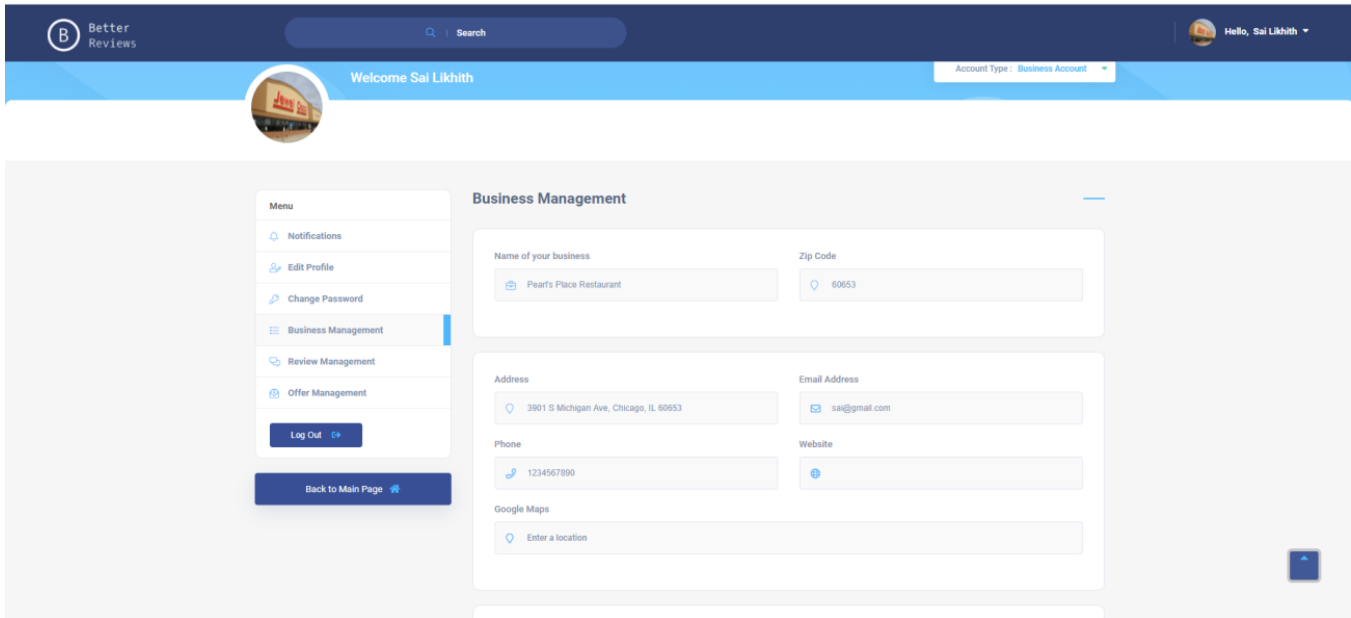 B
Better
Reviews
Search
Hello, Sai Likhith
Welcome Sai Likhith
Account Type : Business Account
Jewel Osco
Menu
Notifications
Edit Profile
Change Password
Business Management
Review Management
Offer Management
Log Out
Back to Main Page
Business Management
Name of your business
Zip Code
Pearl's Place Restaurant
60653
Address
Email Address
3901 S Michigan Ave, Chicago, IL 60653
sai@gmail.com
Phone
Website
1234567890
Google Maps
Enter a location